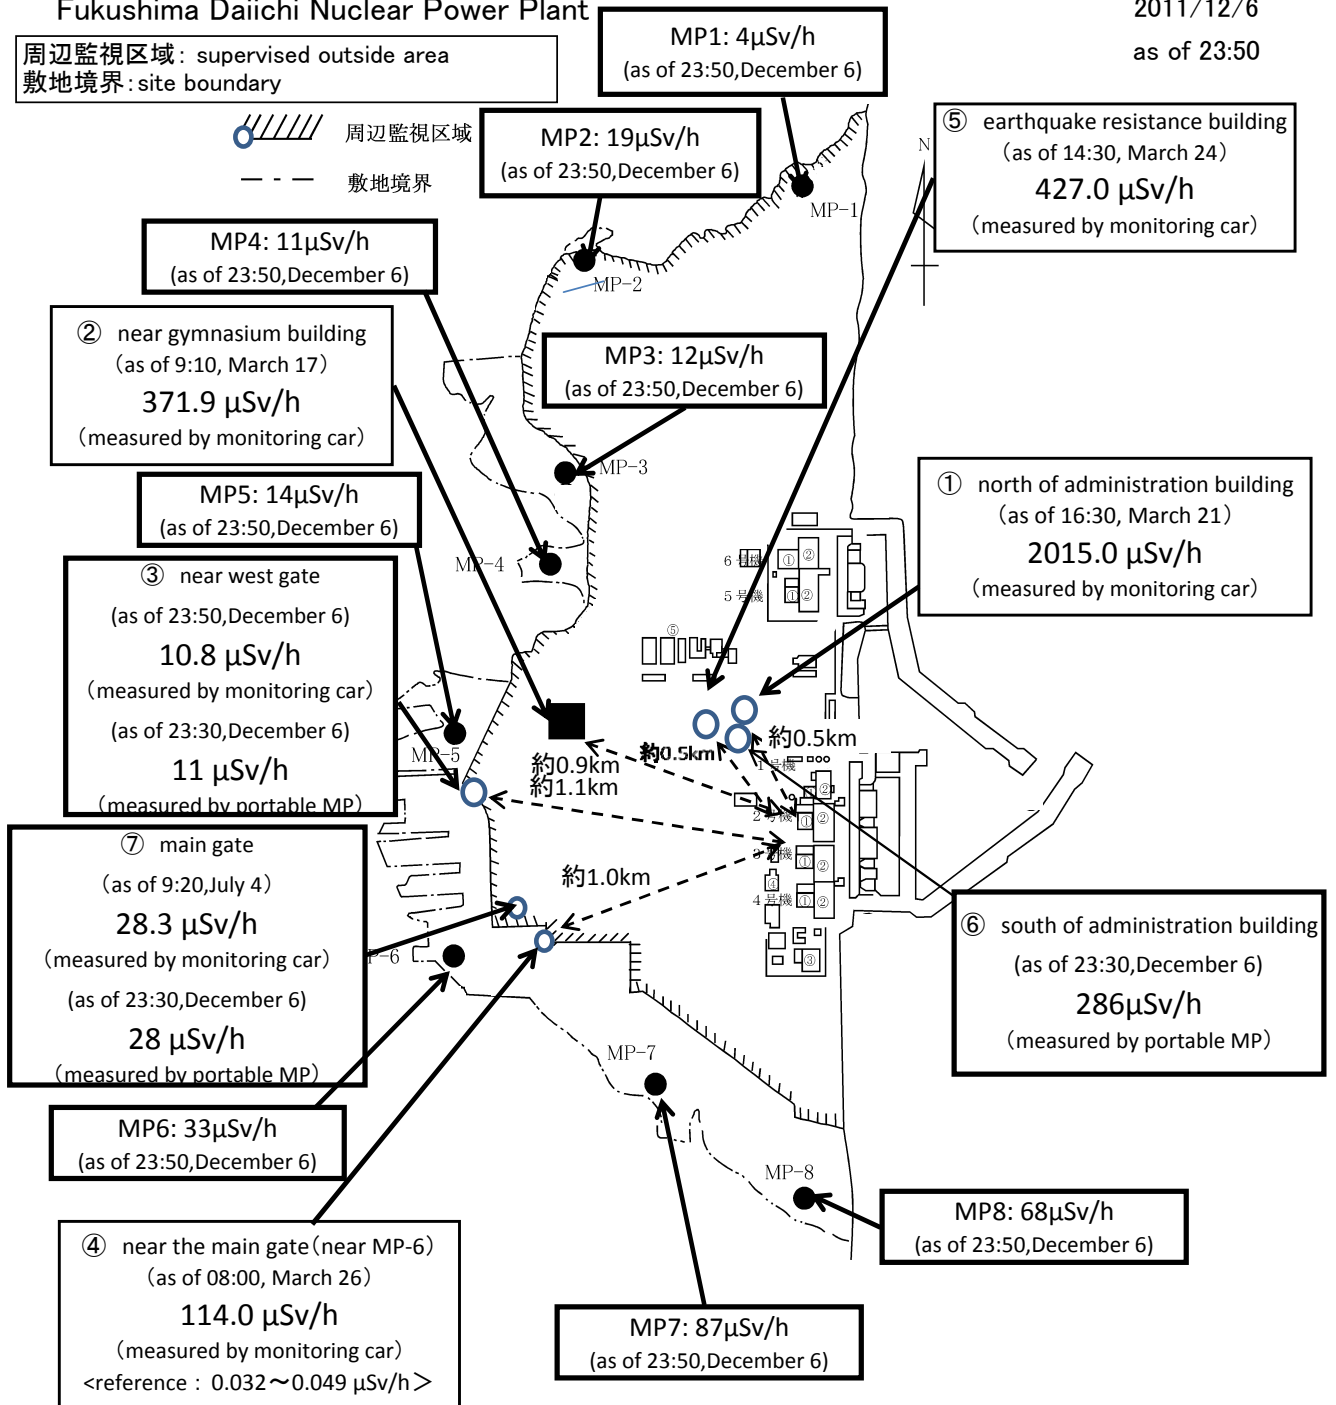 Fukushima Daiichi Nuclear Power Plant
2011/12/6
as of 23:50
周辺監視区域: supervised outside area
敷地境界:site boundary
周辺監視区域
敷地境界
MP1: 4μSv/h
(as of 23:50,December 6)
MP2: 19μSv/h
(as of 23:50,December 6)
⑤ earthquake resistance building
(as of 14:30, March 24)
427.0 μSv/h
(measured by monitoring car)
N
MP-1
MP4: 11μSv/h
(as of 23:50,December 6)
MP-2
② near gymnasium building
(as of 9:10, March 17)
371.9 μSv/h
(measured by monitoring car)
MP3: 12μSv/h
(as of 23:50,December 6)
MP-3
MP5: 14μSv/h
(as of 23:50,December 6)
① north of administration building
(as of 16:30, March 21)
2015.0 μSv/h
(measured by monitoring car)
MP-4
③ near west gate
(as of 23:50,December 6)
10.8 μSv/h
(measured by monitoring car)
(as of 23:30,December 6)
11 μSv/h
(measured by portable MP)
6号機
① ②
5号機
① ②
⑤
MP-5
約0.9km
約1.1km
約0.5km
約0.5km
1号機
②
2号機
① ②
3号機
① ②
④
4号機
① ②
③
約1.0km
⑦ main gate
(as of 9:20,July 4)
28.3 μSv/h
(measured by monitoring car)
(as of 23:30,December 6)
28 μSv/h
(measured by portable MP)
P-6
⑥ south of administration building
(as of 23:30,December 6)
286μSv/h
(measured by portable MP)
MP-7
MP6: 33μSv/h
(as of 23:50,December 6)
MP-8
MP8: 68μSv/h
(as of 23:50,December 6)
④ near the main gate(near MP-6)
(as of 08:00, March 26)
114.0 μSv/h
(measured by monitoring car)
<reference : 0.032～0.049 μSv/h>
MP7: 87μSv/h
(as of 23:50,December 6)